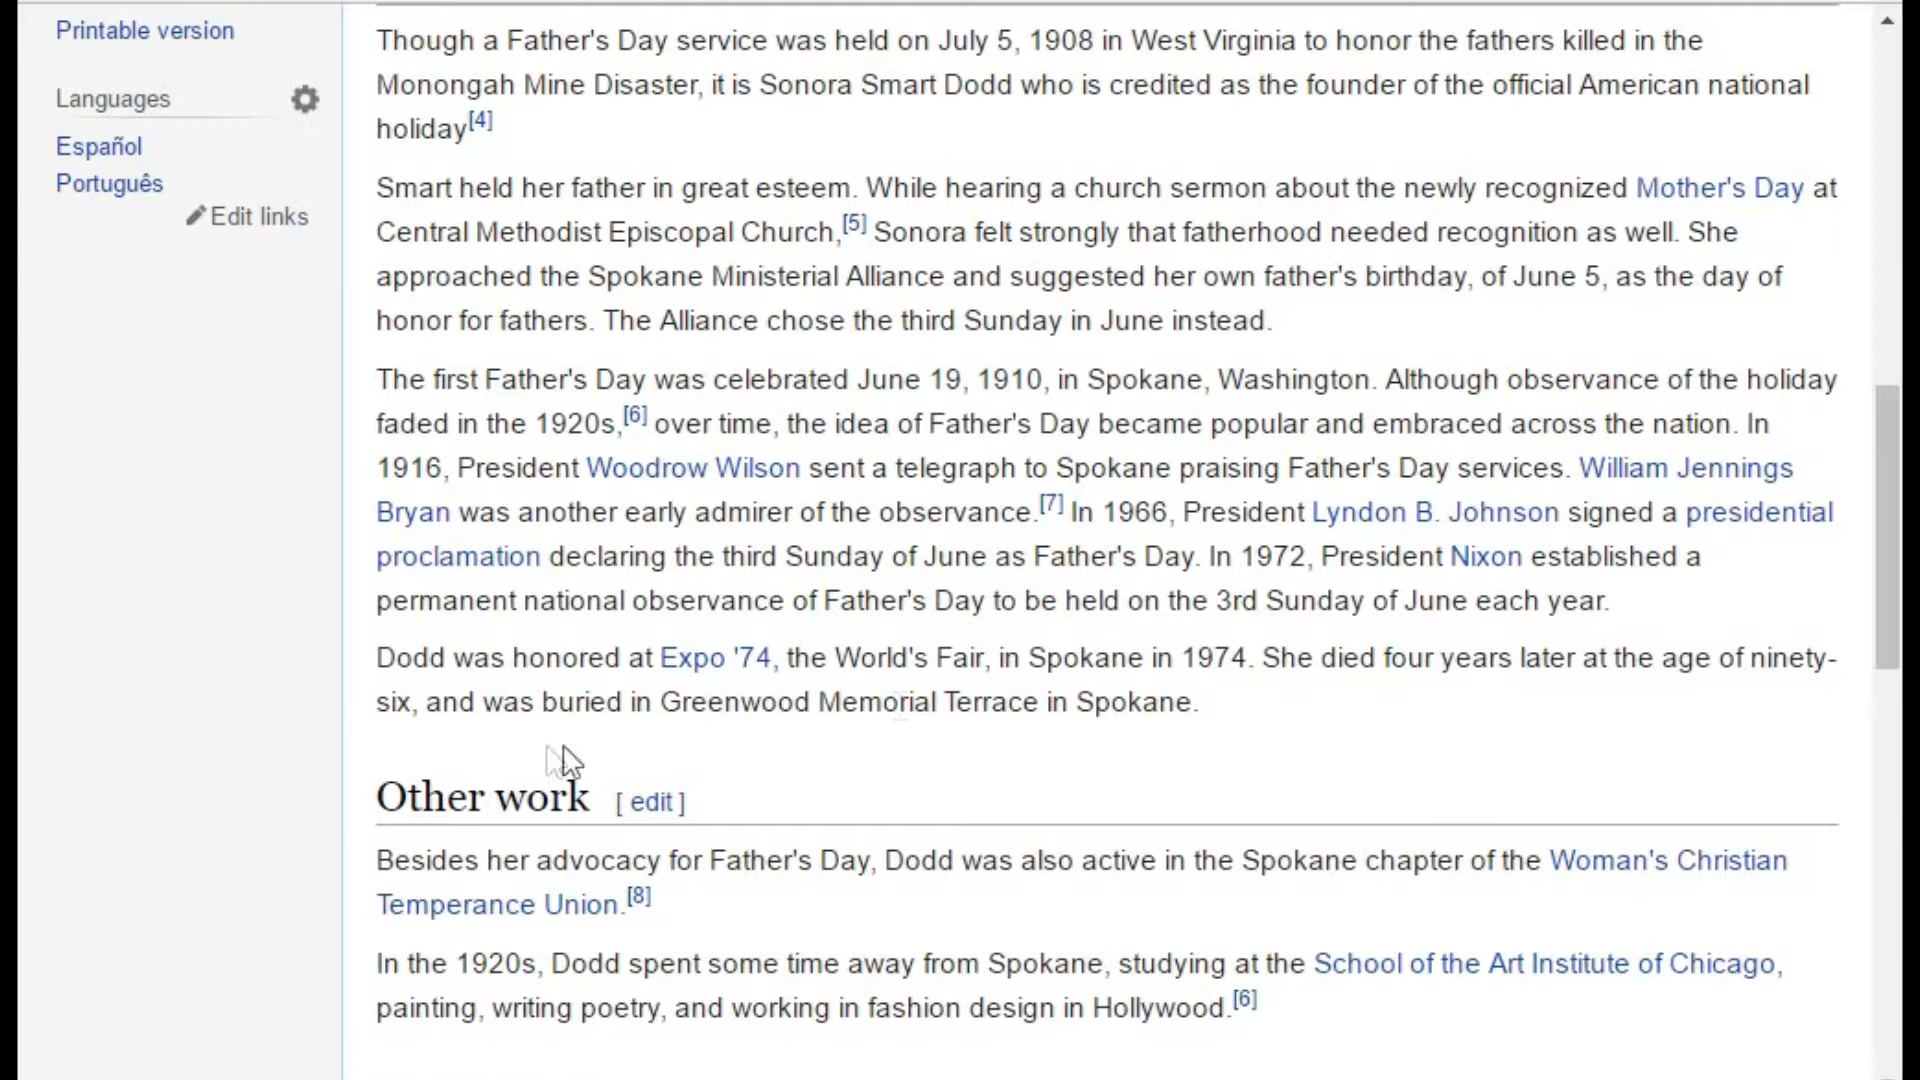 Printable version
Languages
Español
Português
Edit links
Though a Father's Day service was held on July 5, 1908 in West Virginia to honor the fathers killed in the
Monongah Mine Disaster, it is Sonora Smart Dodd who is credited as the founder of the official American national
holiday[4]
Smart held her father in great esteem. While hearing a church sermon about the newly recognized Mother's Day at
Central Methodist Episcopal Church,[5] Sonora felt strongly that fatherhood needed recognition as well. She
approached the Spokane Ministerial Alliance and suggested her own father's birthday, of June 5, as the day of
honor for fathers. The Alliance chose the third Sunday in June instead.
The first Father's Day was celebrated June 19, 1910, in Spokane, Washington. Although observance of the holiday
faded in the 1920s,[6] over time, the idea of Father's Day became popular and embraced across the nation. In
1916, President Woodrow Wilson sent a telegraph to Spokane praising Father's Day services. William Jennings
Bryan was another early admirer of the observance.[7] In 1966, President Lyndon B. Johnson signed a presidential
proclamation declaring the third Sunday of June as Father's Day. In 1972, President Nixon established a
permanent national observance of Father's Day to be held on the 3rd Sunday of June each year.
Dodd was honored at Expo '74, the World's Fair, in Spokane in 1974. She died four years later at the age of ninety-
six, and was buried in Greenwood Memorial Terrace in Spokane.
Other work [ edit ]
Besides her advocacy for Father's Day, Dodd was also active in the Spokane chapter of the Woman's Christian
Temperance Union.[8]
In the 1920s, Dodd spent some time away from Spokane, studying at the School of the Art Institute of Chicago,
painting, writing poetry, and working in fashion design in Hollywood.[6]